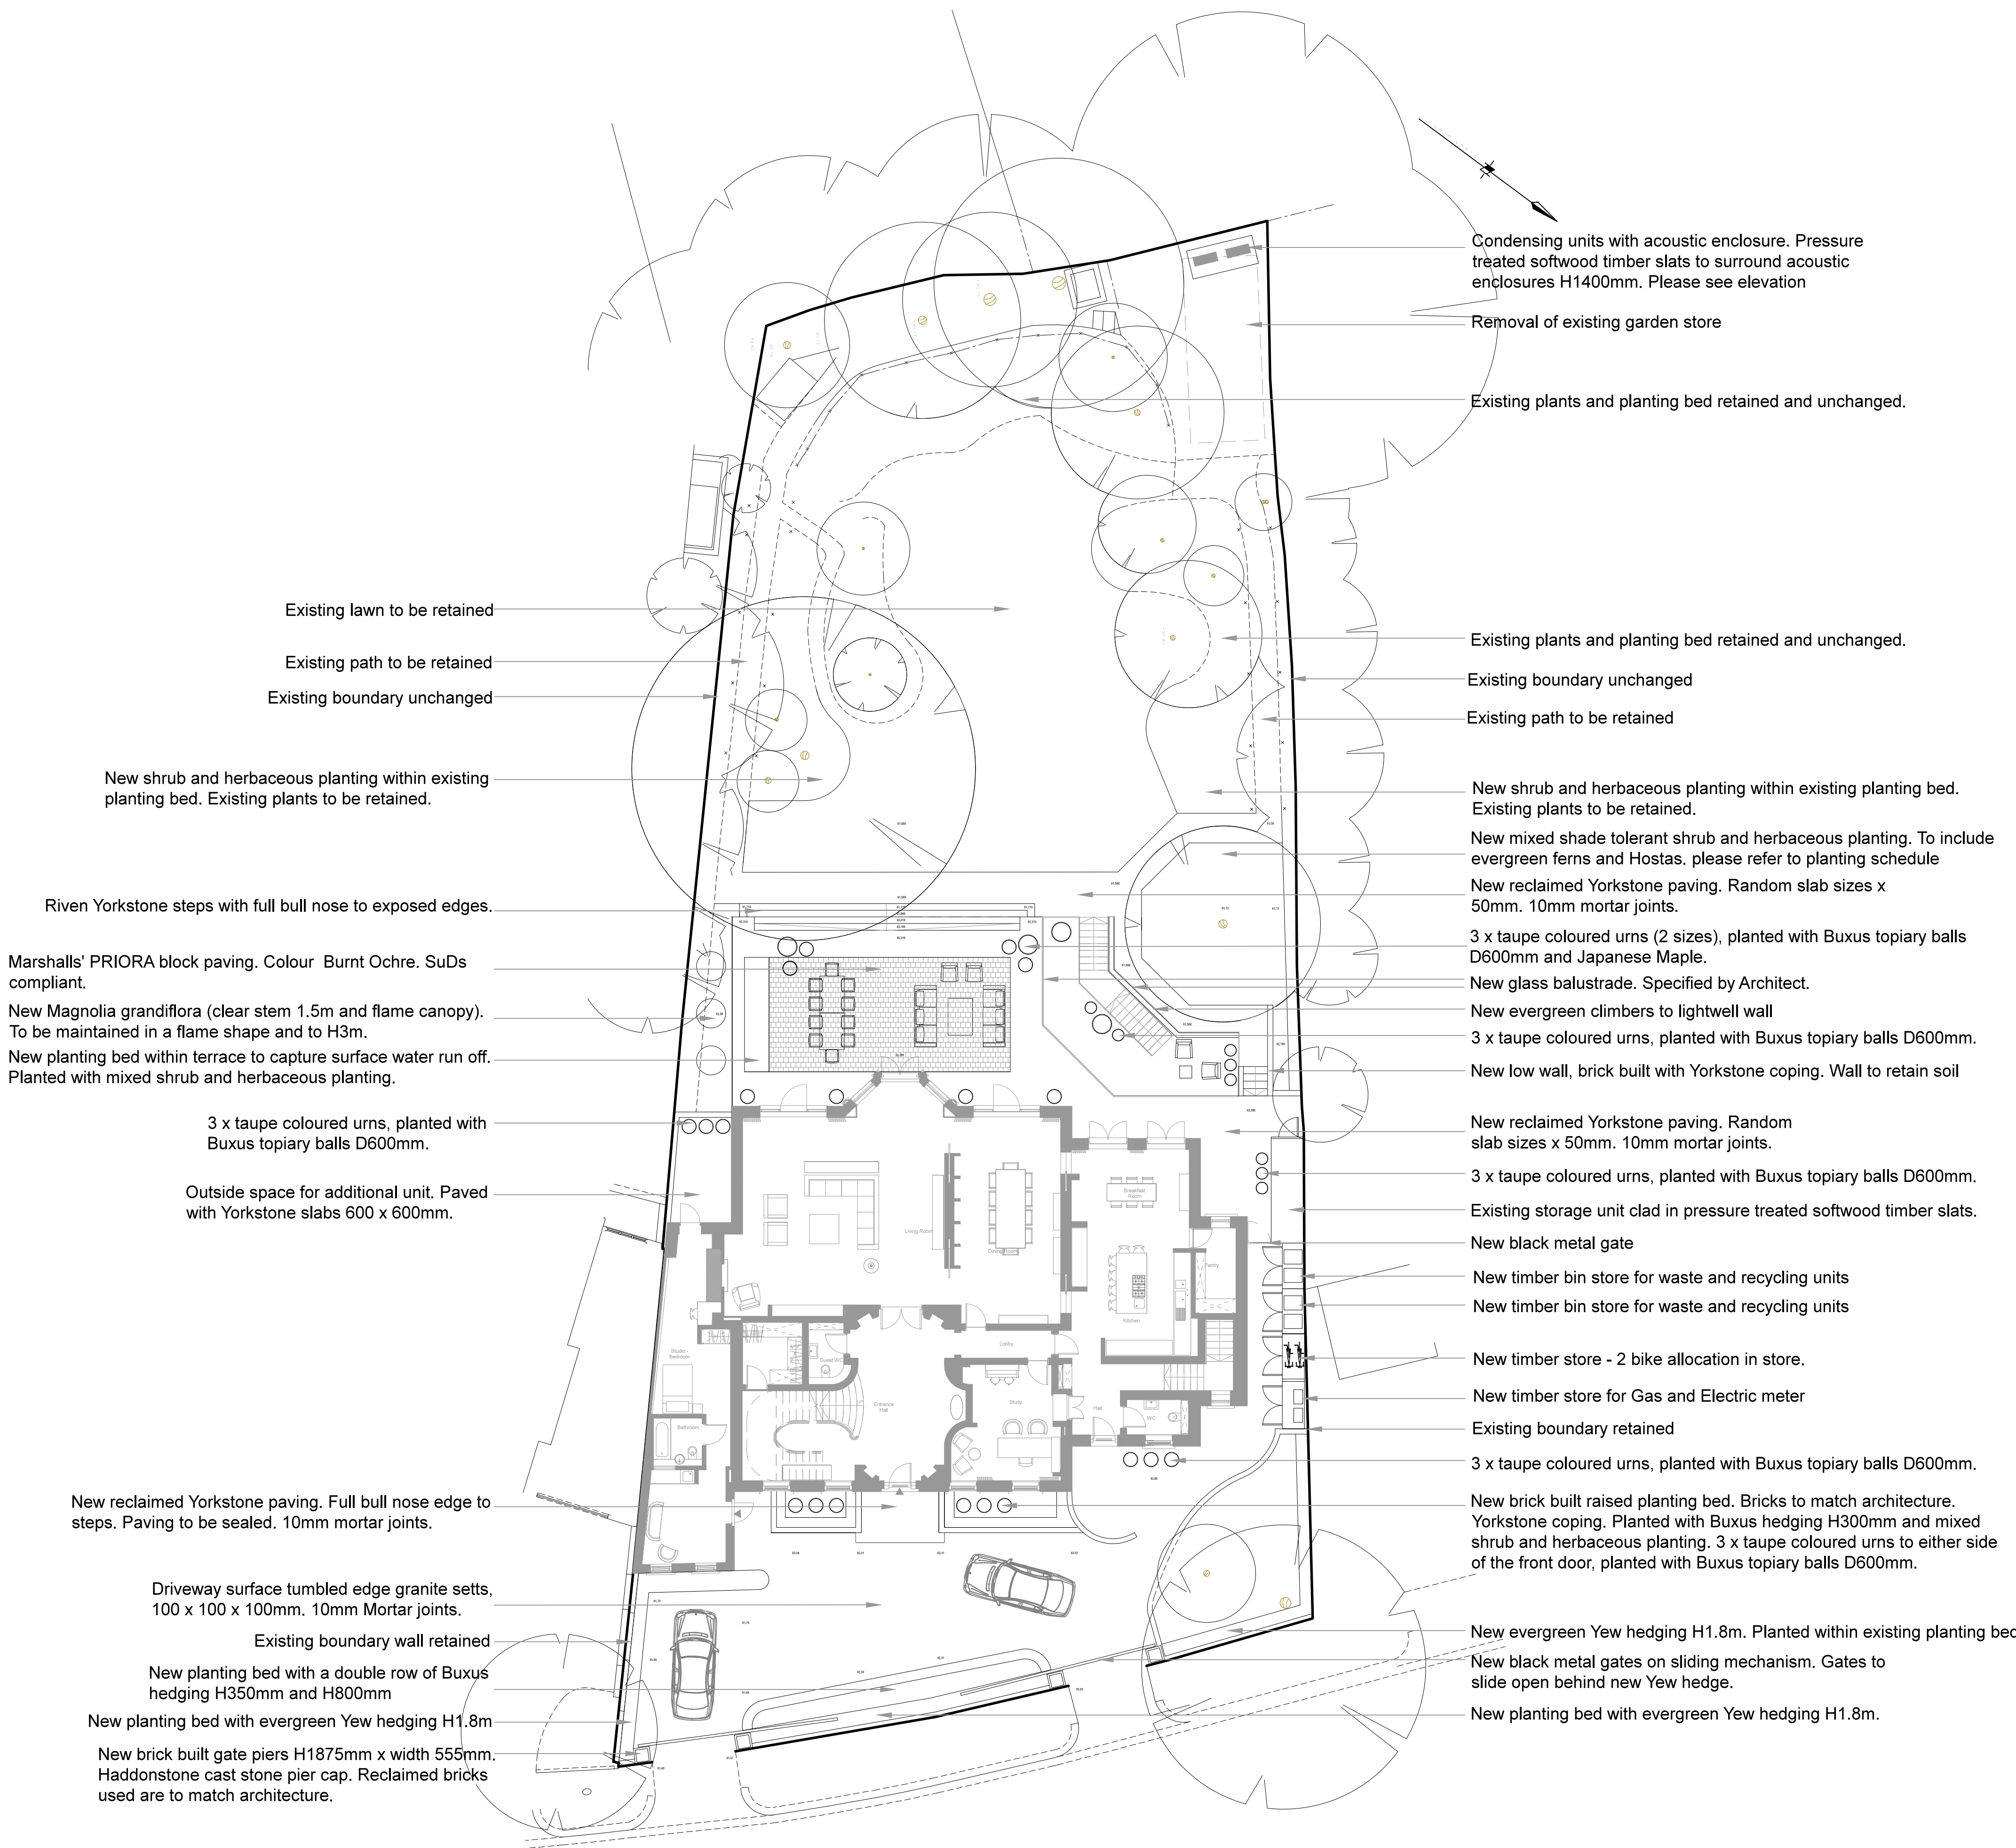 Condensing units with acoustic enclosure. Pressure
treated softwood timber slats to surround acoustic
enclosures H1400mm. Please see elevation
Removal of existing garden store
Existing plants and planting bed retained and unchanged.
Existing lawn to be retained
Existing path to be retained
Existing boundary unchanged
New shrub and herbaceous planting within existing
planting bed. Existing plants to be retained.
Riven Yorkstone steps with full bull nose to exposed edges.
Marshalls' PRIORA block paving. Colour  Burnt Ochre. SuDs
compliant.
New Magnolia grandiflora (clear stem 1.5m and flame canopy).
To be maintained in a flame shape and to H3m.
New planting bed within terrace to capture surface water run off.
Planted with mixed shrub and herbaceous planting.
3 x taupe coloured urns, planted with
Buxus topiary balls D600mm.
Outside space for additional unit. Paved
with Yorkstone slabs 600 x 600mm.
New reclaimed Yorkstone paving. Full bull nose edge to
steps. Paving to be sealed. 10mm mortar joints.
Driveway surface tumbled edge granite setts,
100 x 100 x 100mm. 10mm Mortar joints.
Existing boundary wall retained
New planting bed with a double row of Buxus
hedging H350mm and H800mm
New planting bed with evergreen Yew hedging H1.8m
New brick built gate piers H1875mm x width 555mm.
Haddonstone cast stone pier cap. Reclaimed bricks
used are to match architecture.
Existing plants and planting bed retained and unchanged.
Existing boundary unchanged
Existing path to be retained
New shrub and herbaceous planting within existing planting bed.
Existing plants to be retained.
New mixed shade tolerant shrub and herbaceous planting. To include
evergreen ferns and Hostas. please refer to planting schedule
New reclaimed Yorkstone paving. Random slab sizes x
50mm. 10mm mortar joints.
3 x taupe coloured urns (2 sizes), planted with Buxus topiary balls
D600mm and Japanese Maple.
New glass balustrade. Specified by Architect.
New evergreen climbers to lightwell wall
3 x taupe coloured urns, planted with Buxus topiary balls D600mm.
New low wall, brick built with Yorkstone coping. Wall to retain soil
New reclaimed Yorkstone paving. Random
slab sizes x 50mm. 10mm mortar joints.
3 x taupe coloured urns, planted with Buxus topiary balls D600mm.
Existing storage unit clad in pressure treated softwood timber slats.
New black metal gate
New timber bin store for waste and recycling units
New timber bin store for waste and recycling units
New timber store - 2 bike allocation in store.
New timber store for Gas and Electric meter
Existing boundary retained
3 x taupe coloured urns, planted with Buxus topiary balls D600mm.
New brick built raised planting bed. Bricks to match architecture.
Yorkstone coping. Planted with Buxus hedging H300mm and mixed
shrub and herbaceous planting. 3 x taupe coloured urns to either side
of the front door, planted with Buxus topiary balls D600mm.
New evergreen Yew hedging H1.8m. Planted within existing planting bed
New black metal gates on sliding mechanism. Gates to
slide open behind new Yew hedge.
New planting bed with evergreen Yew hedging H1.8m.
Breakfast
Room
Living Room
Dining Room
Pantry
Kitchen
Lobby
Studio -
Bedroom
Guest WC
Entrance
Hall
Study
Hall
WC
Bathroom